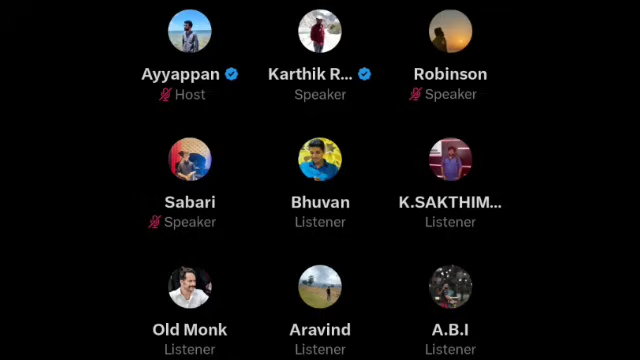 Ayyappan Karthik R... Robinson
Host Speaker Speaker
Sabari Bhuvan K.SAKTHIM...
Speaker Listener Listener
Old Monk Aravind A.B.I
Listener Listener Listener